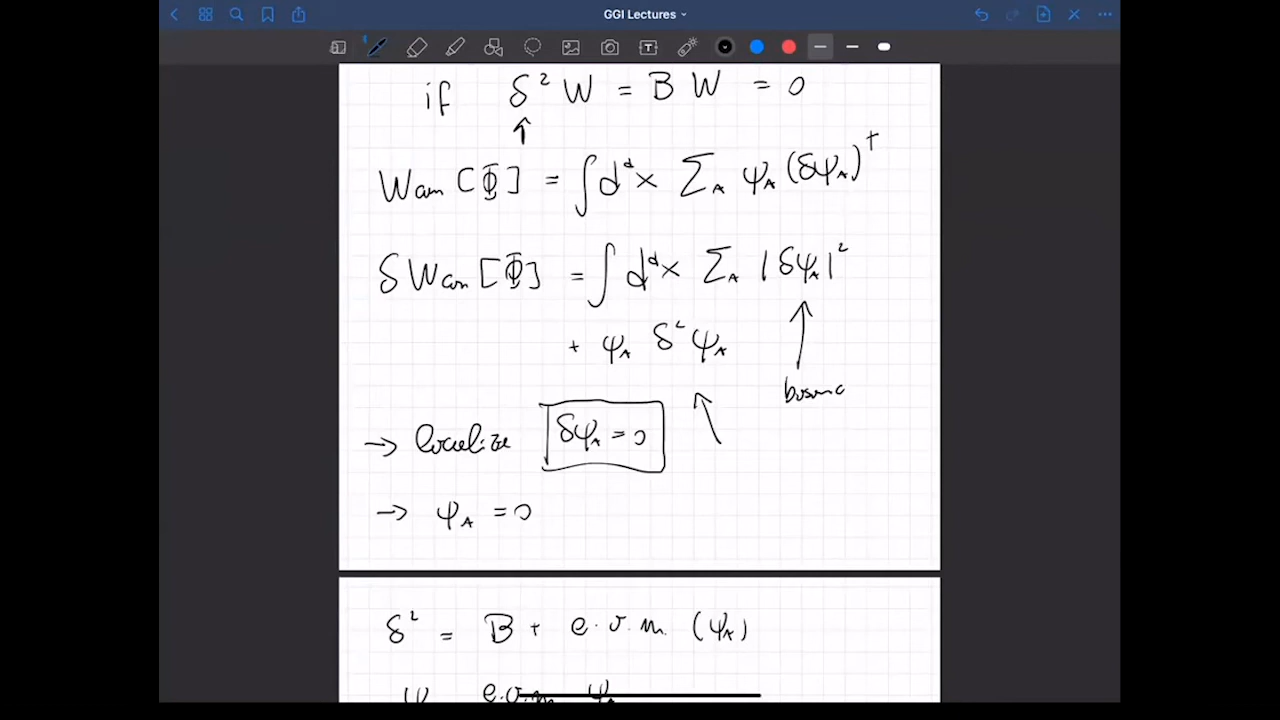 GGI Lectures
if δ² W = B W = 0
W_can [Φ] = ∫ d^d x Σ_A ψ_A (δψ_A)^†
δ W_can [Φ] = ∫ d^d x Σ_A |δψ_A|²
+ ψ_A δ² ψ_A
→ localize δψ_A = 0
→ ψ_A = 0
δ² = B + e.o.m. (ψ_A)
e.o.m ψ_A